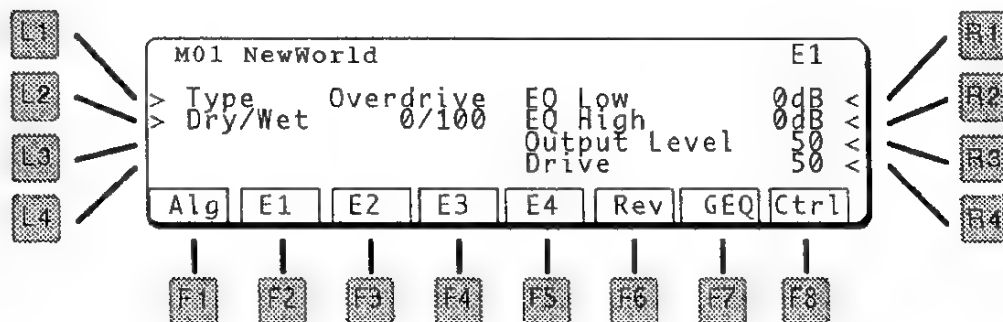 L1 R1
M01 NewWorld E1
L2 > Type Overdrive EQ Low 0dB < R2
> Dry/Wet 0/100 EQ High 0dB <
L3 Output Level 50 < R3
Drive 50 <
L4 R4
Alg E1 E2 E3 E4 Rev GEQ Ctrl
F1 F2 F3 F4 F5 F6 F7 F8